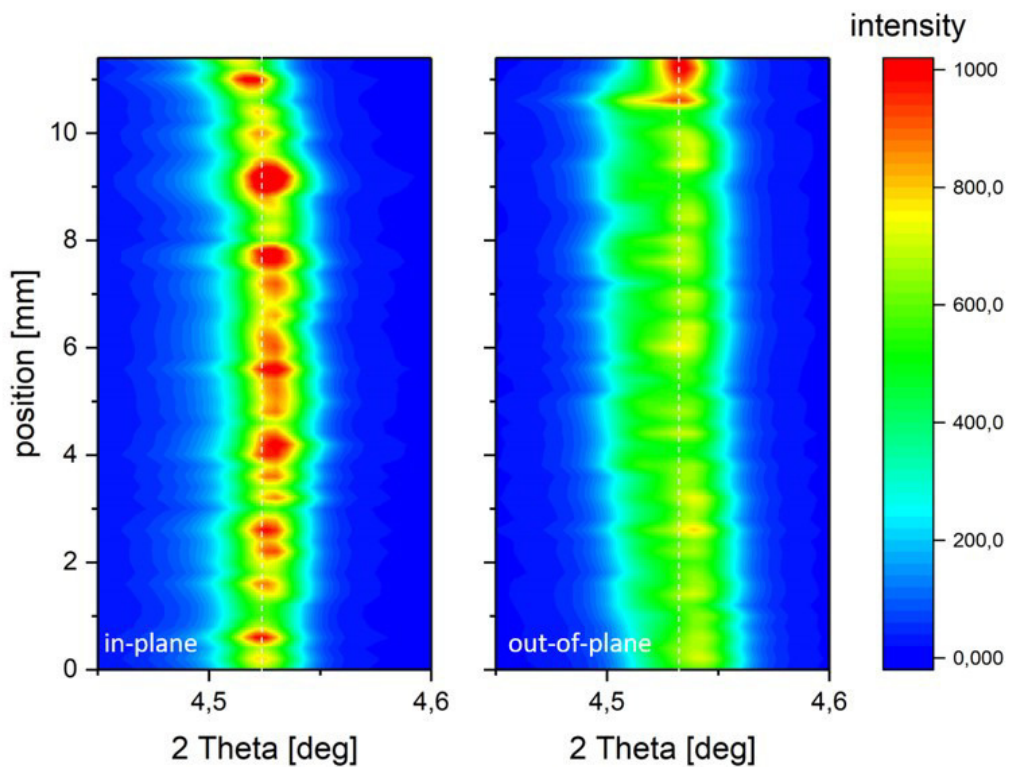 intensity
1000
800,0
600,0
400,0
200,0
0,000
position [mm]
10
8
6
4
2
0
in-plane
4,5
4,6
2 Theta [deg]
out-of-plane
4,5
4,6
2 Theta [deg]